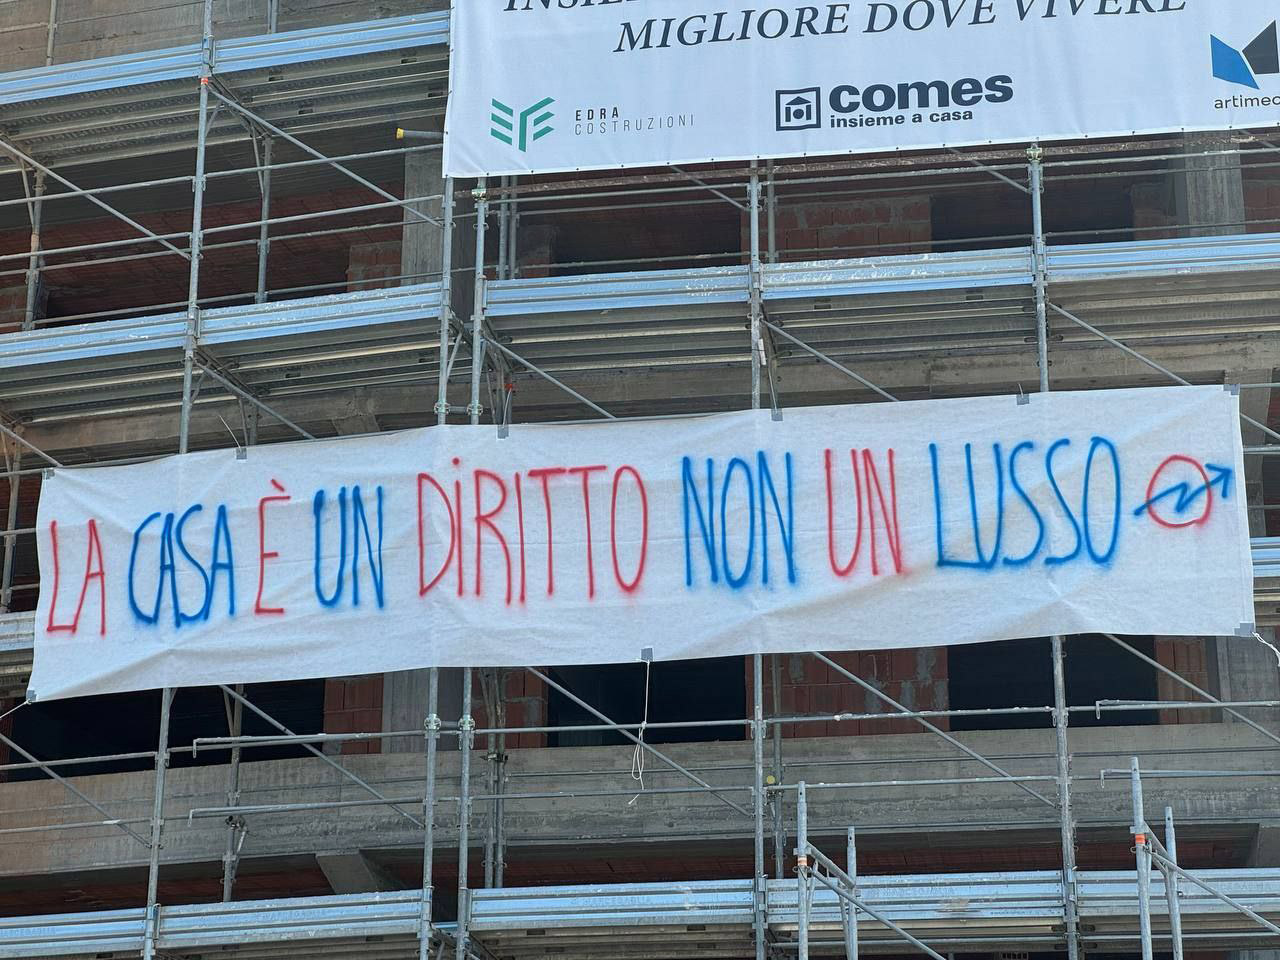 MIGLIORE DOVE VIVERE
EDRA
COSTRUZIONI
comes
insieme a casa
LA CASA È UN DIRITTO NON UN LUSSO